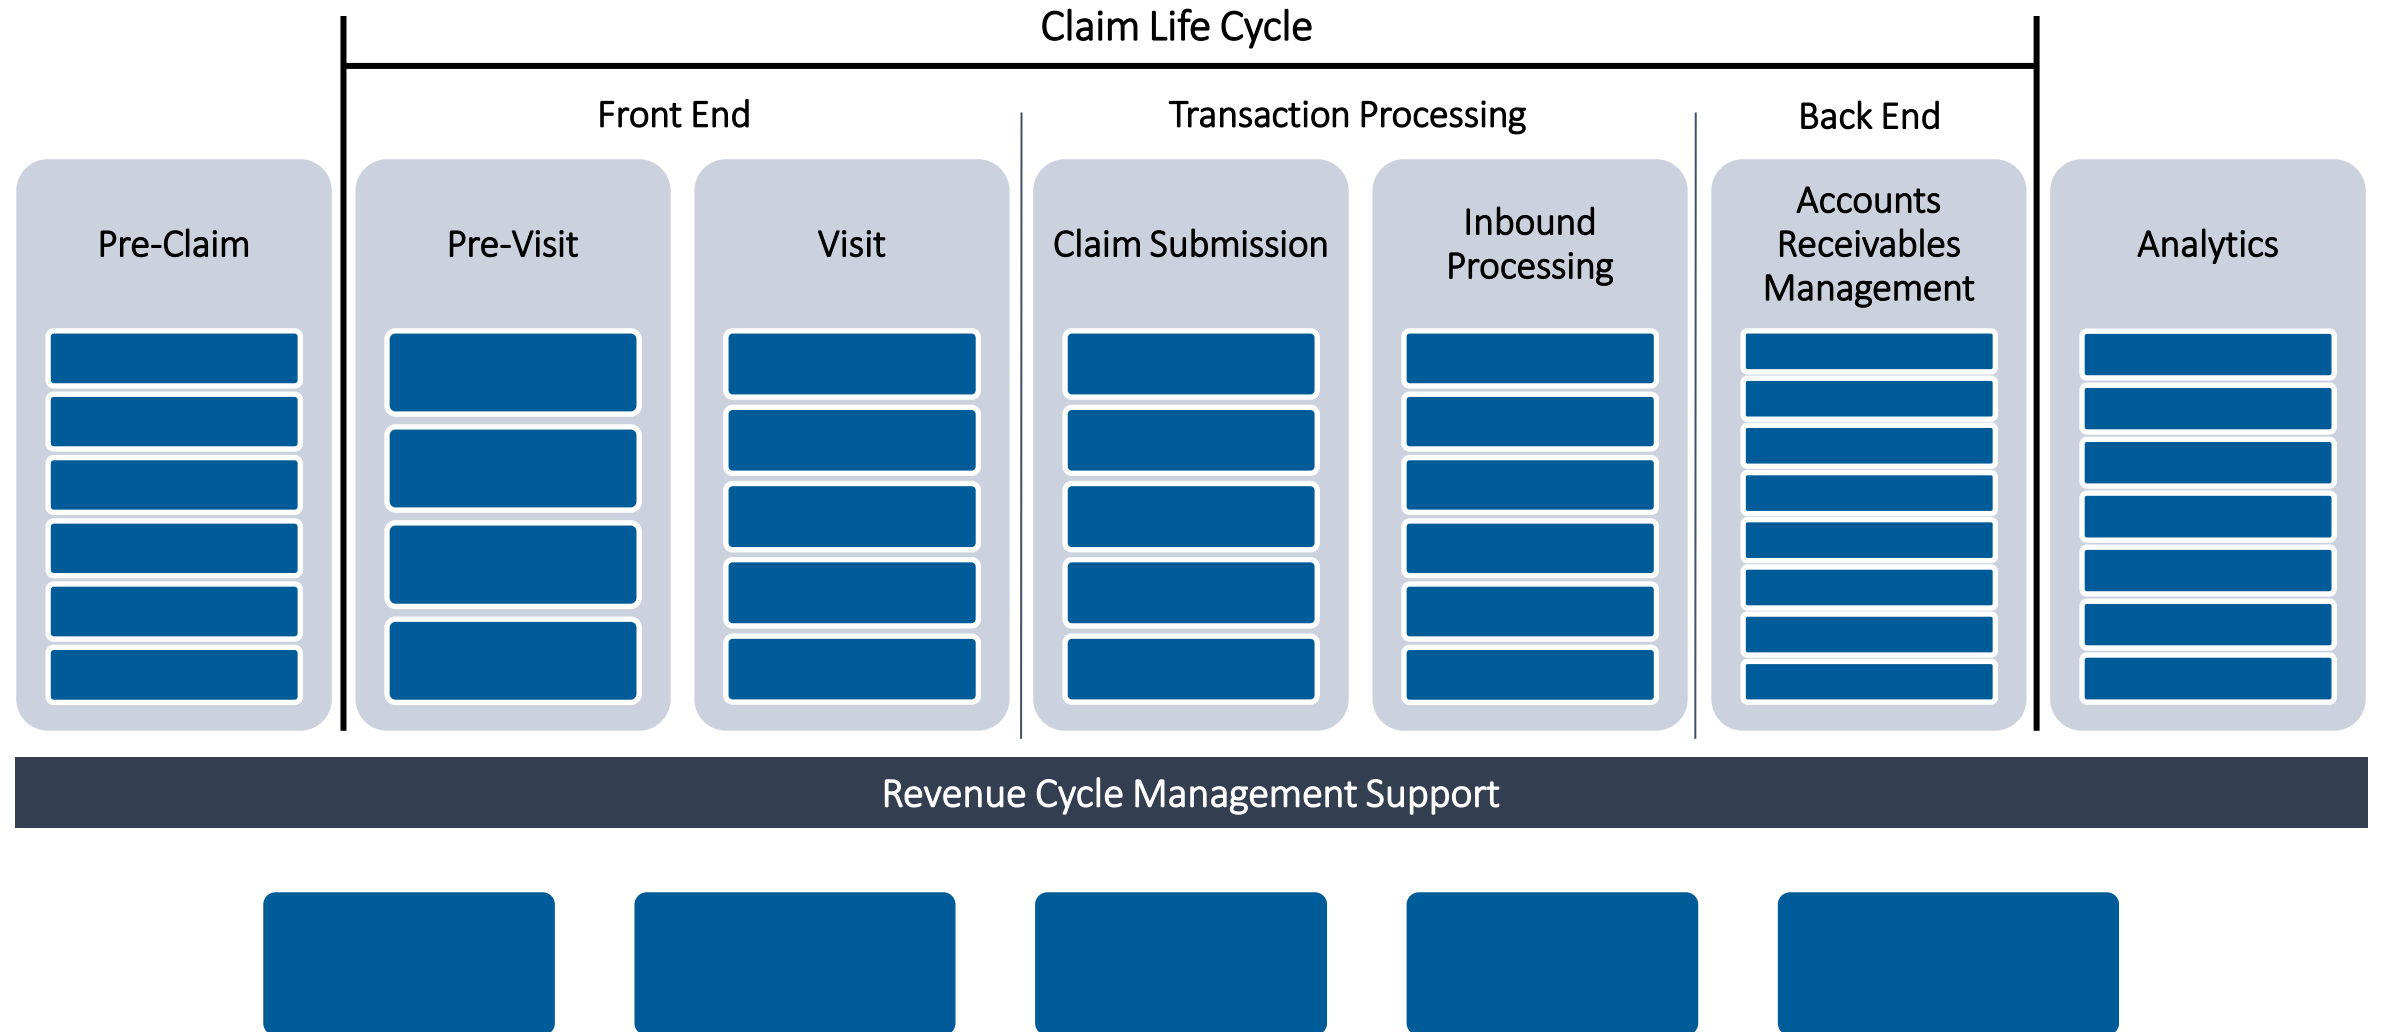 Claim Life Cycle
Front End
Transaction Processing
Back End
Pre-Claim
Pre-Visit
Visit
Claim Submission
Inbound
Processing
Accounts
Receivables
Management
Analytics
Revenue Cycle Management Support